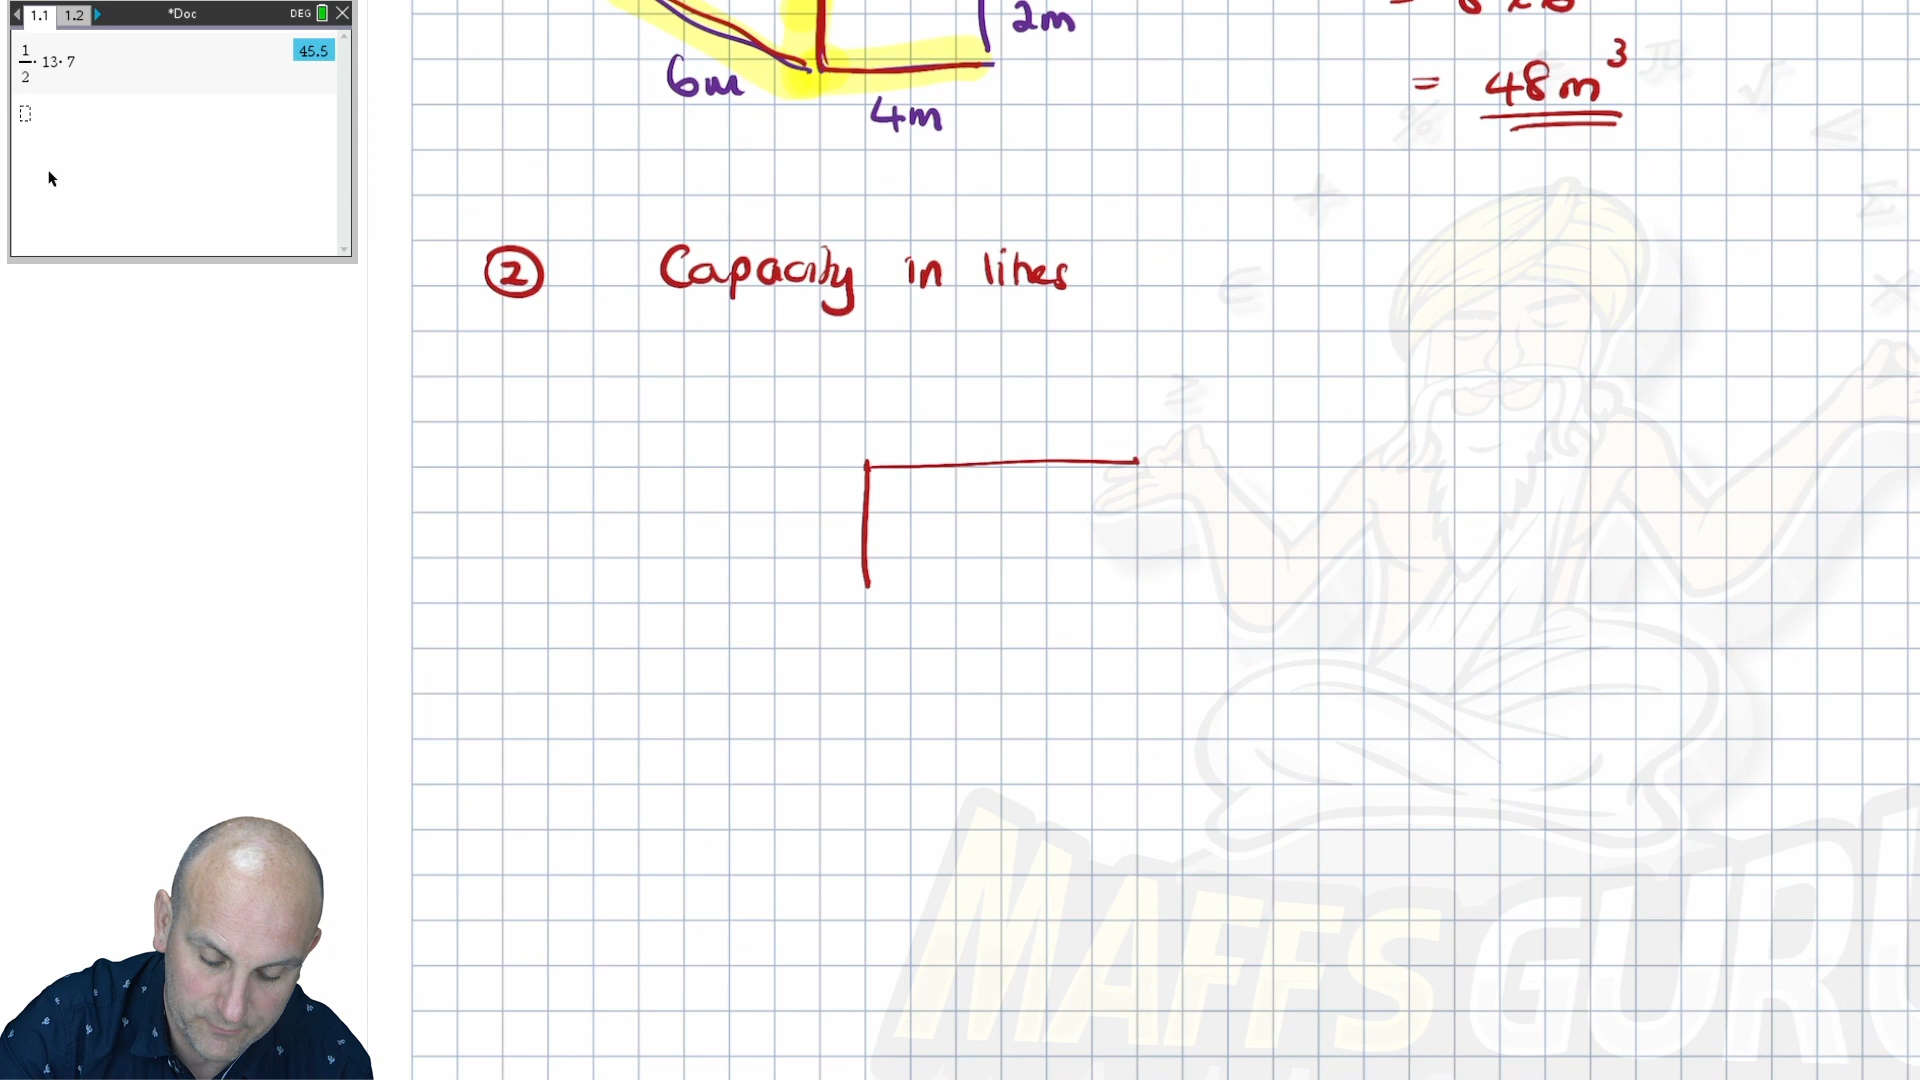 1.1 1.2 *Doc DEG
1/2 · 13 · 7 45.5
2m
6m
= 48m³
4m
② Capacity in litres
MAFFS GURU